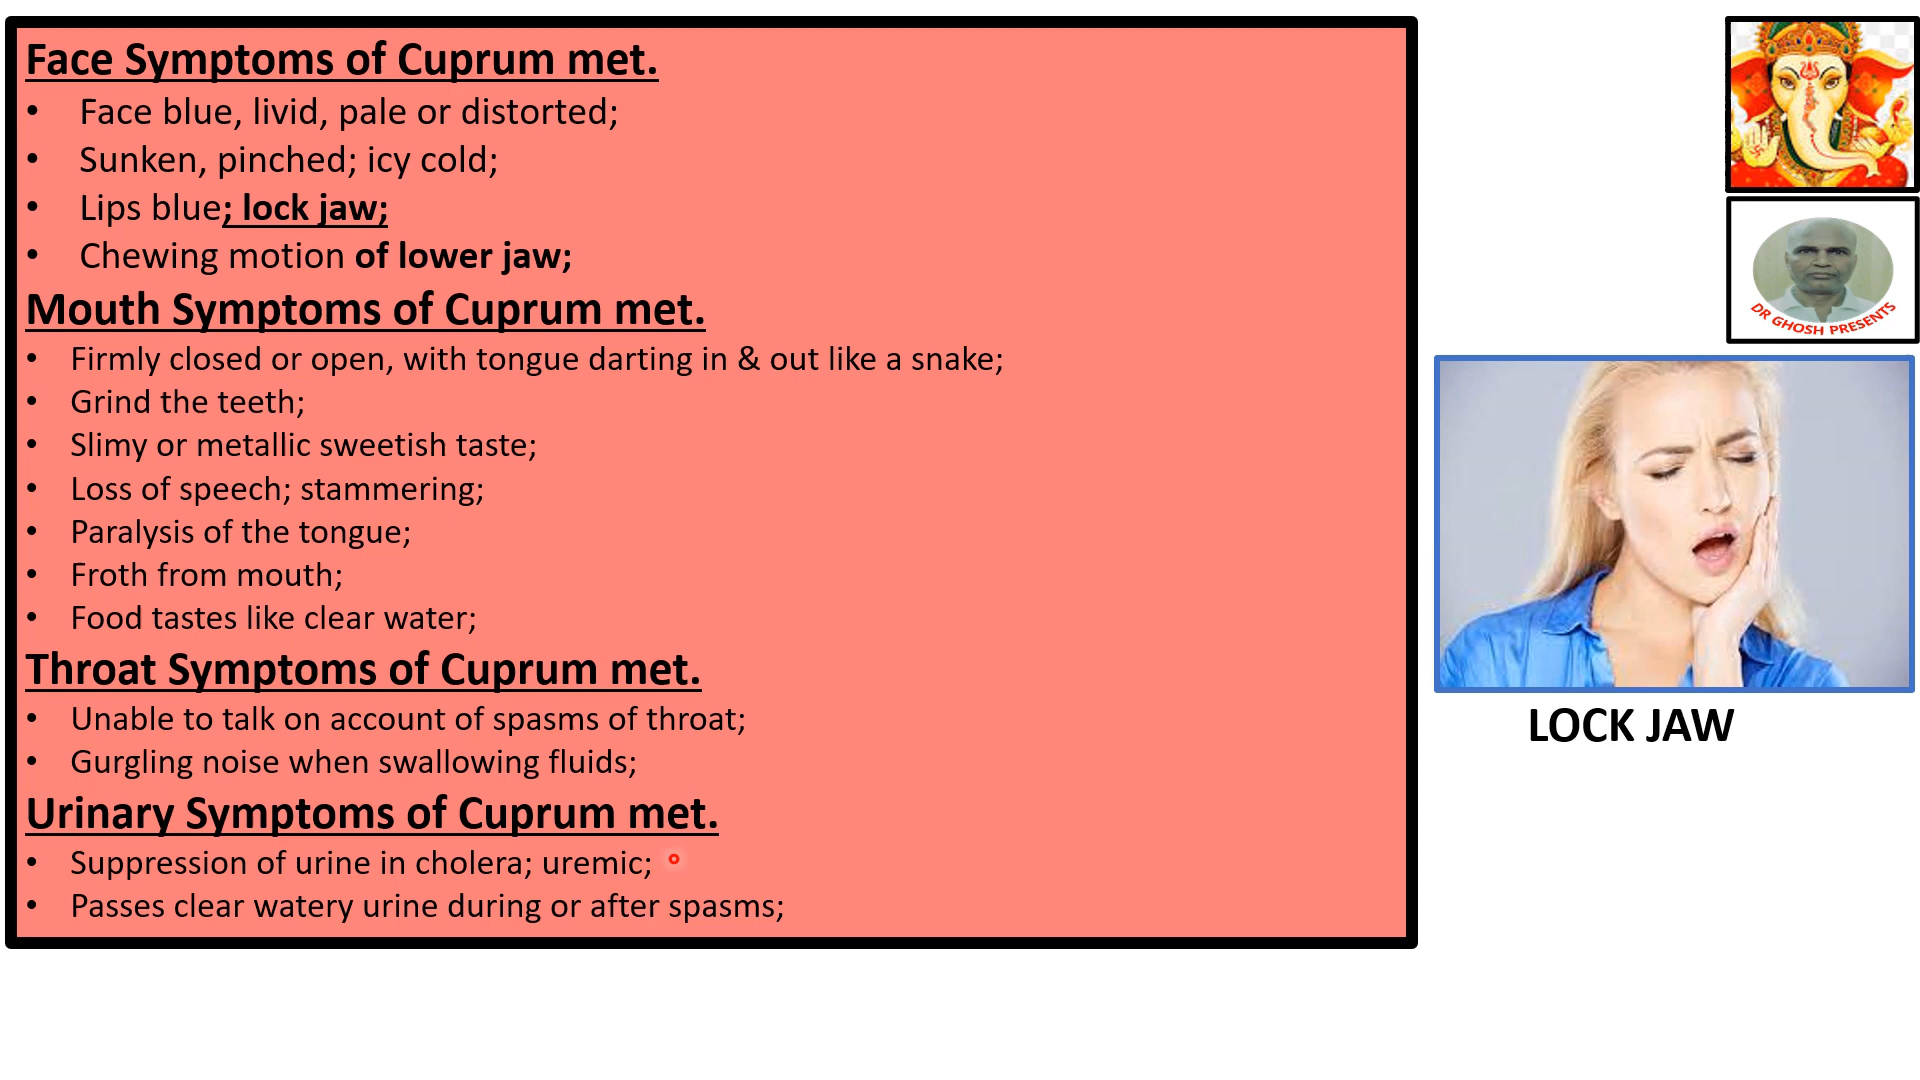 Face Symptoms of Cuprum met.
• Face blue, livid, pale or distorted;
• Sunken, pinched; icy cold;
• Lips blue; lock jaw;
• Chewing motion of lower jaw;
Mouth Symptoms of Cuprum met.
• Firmly closed or open, with tongue darting in & out like a snake;
• Grind the teeth;
• Slimy or metallic sweetish taste;
• Loss of speech; stammering;
• Paralysis of the tongue;
• Froth from mouth;
• Food tastes like clear water;
Throat Symptoms of Cuprum met.
• Unable to talk on account of spasms of throat;
• Gurgling noise when swallowing fluids;
Urinary Symptoms of Cuprum met.
• Suppression of urine in cholera; uremic;
• Passes clear watery urine during or after spasms;
DR GHOSH PRESENTS
LOCK JAW